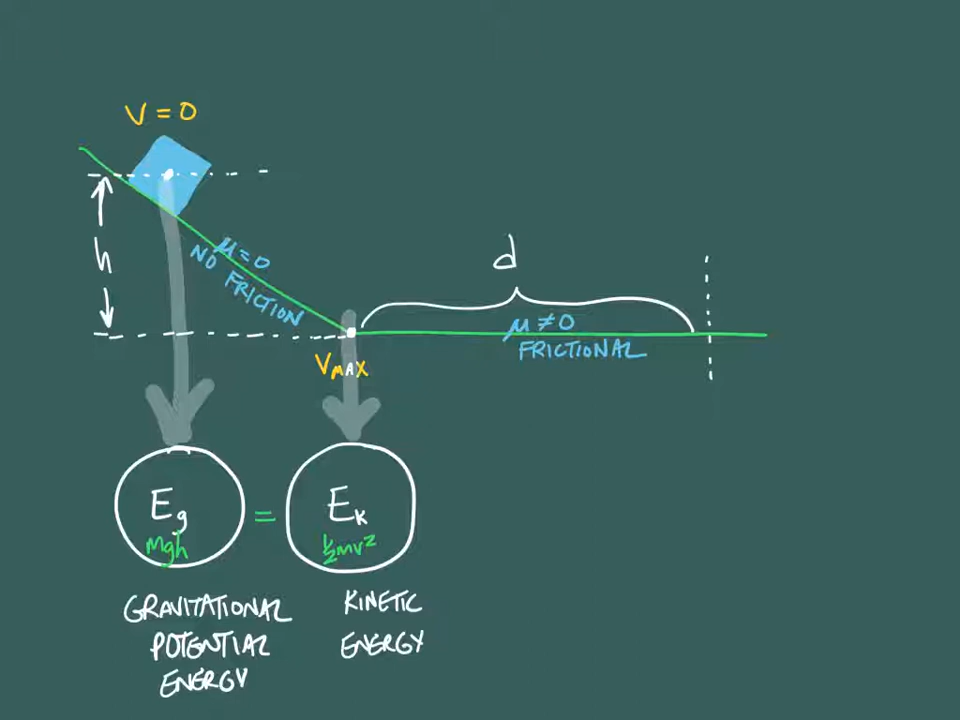 V = 0
h
μ = 0
NO FRICTION
d
μ ≠ 0
FRICTIONAL
VMAX
Eg
mgh
=
Ek
½mv²
GRAVITATIONAL
POTENTIAL
ENERGY
KINETIC
ENERGY